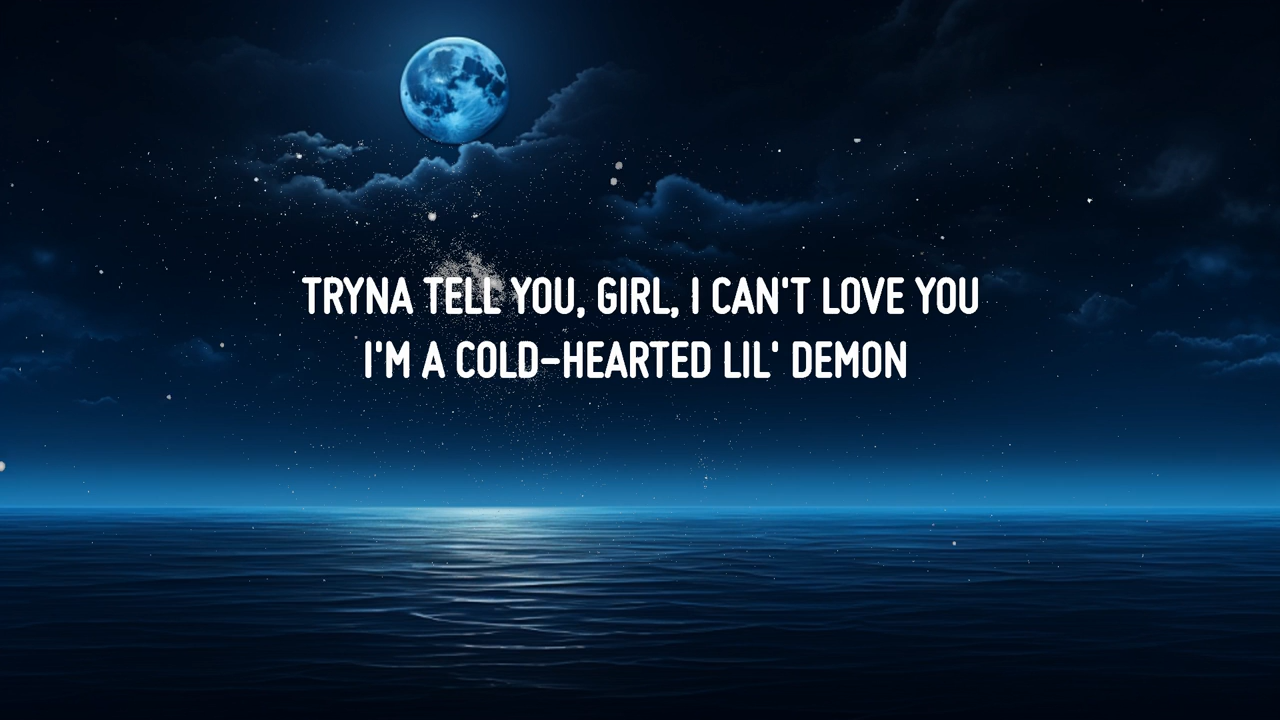 TRYNA TELL YOU, GIRL, I CAN'T LOVE YOU
I'M A COLD-HEARTED LIL' DEMON